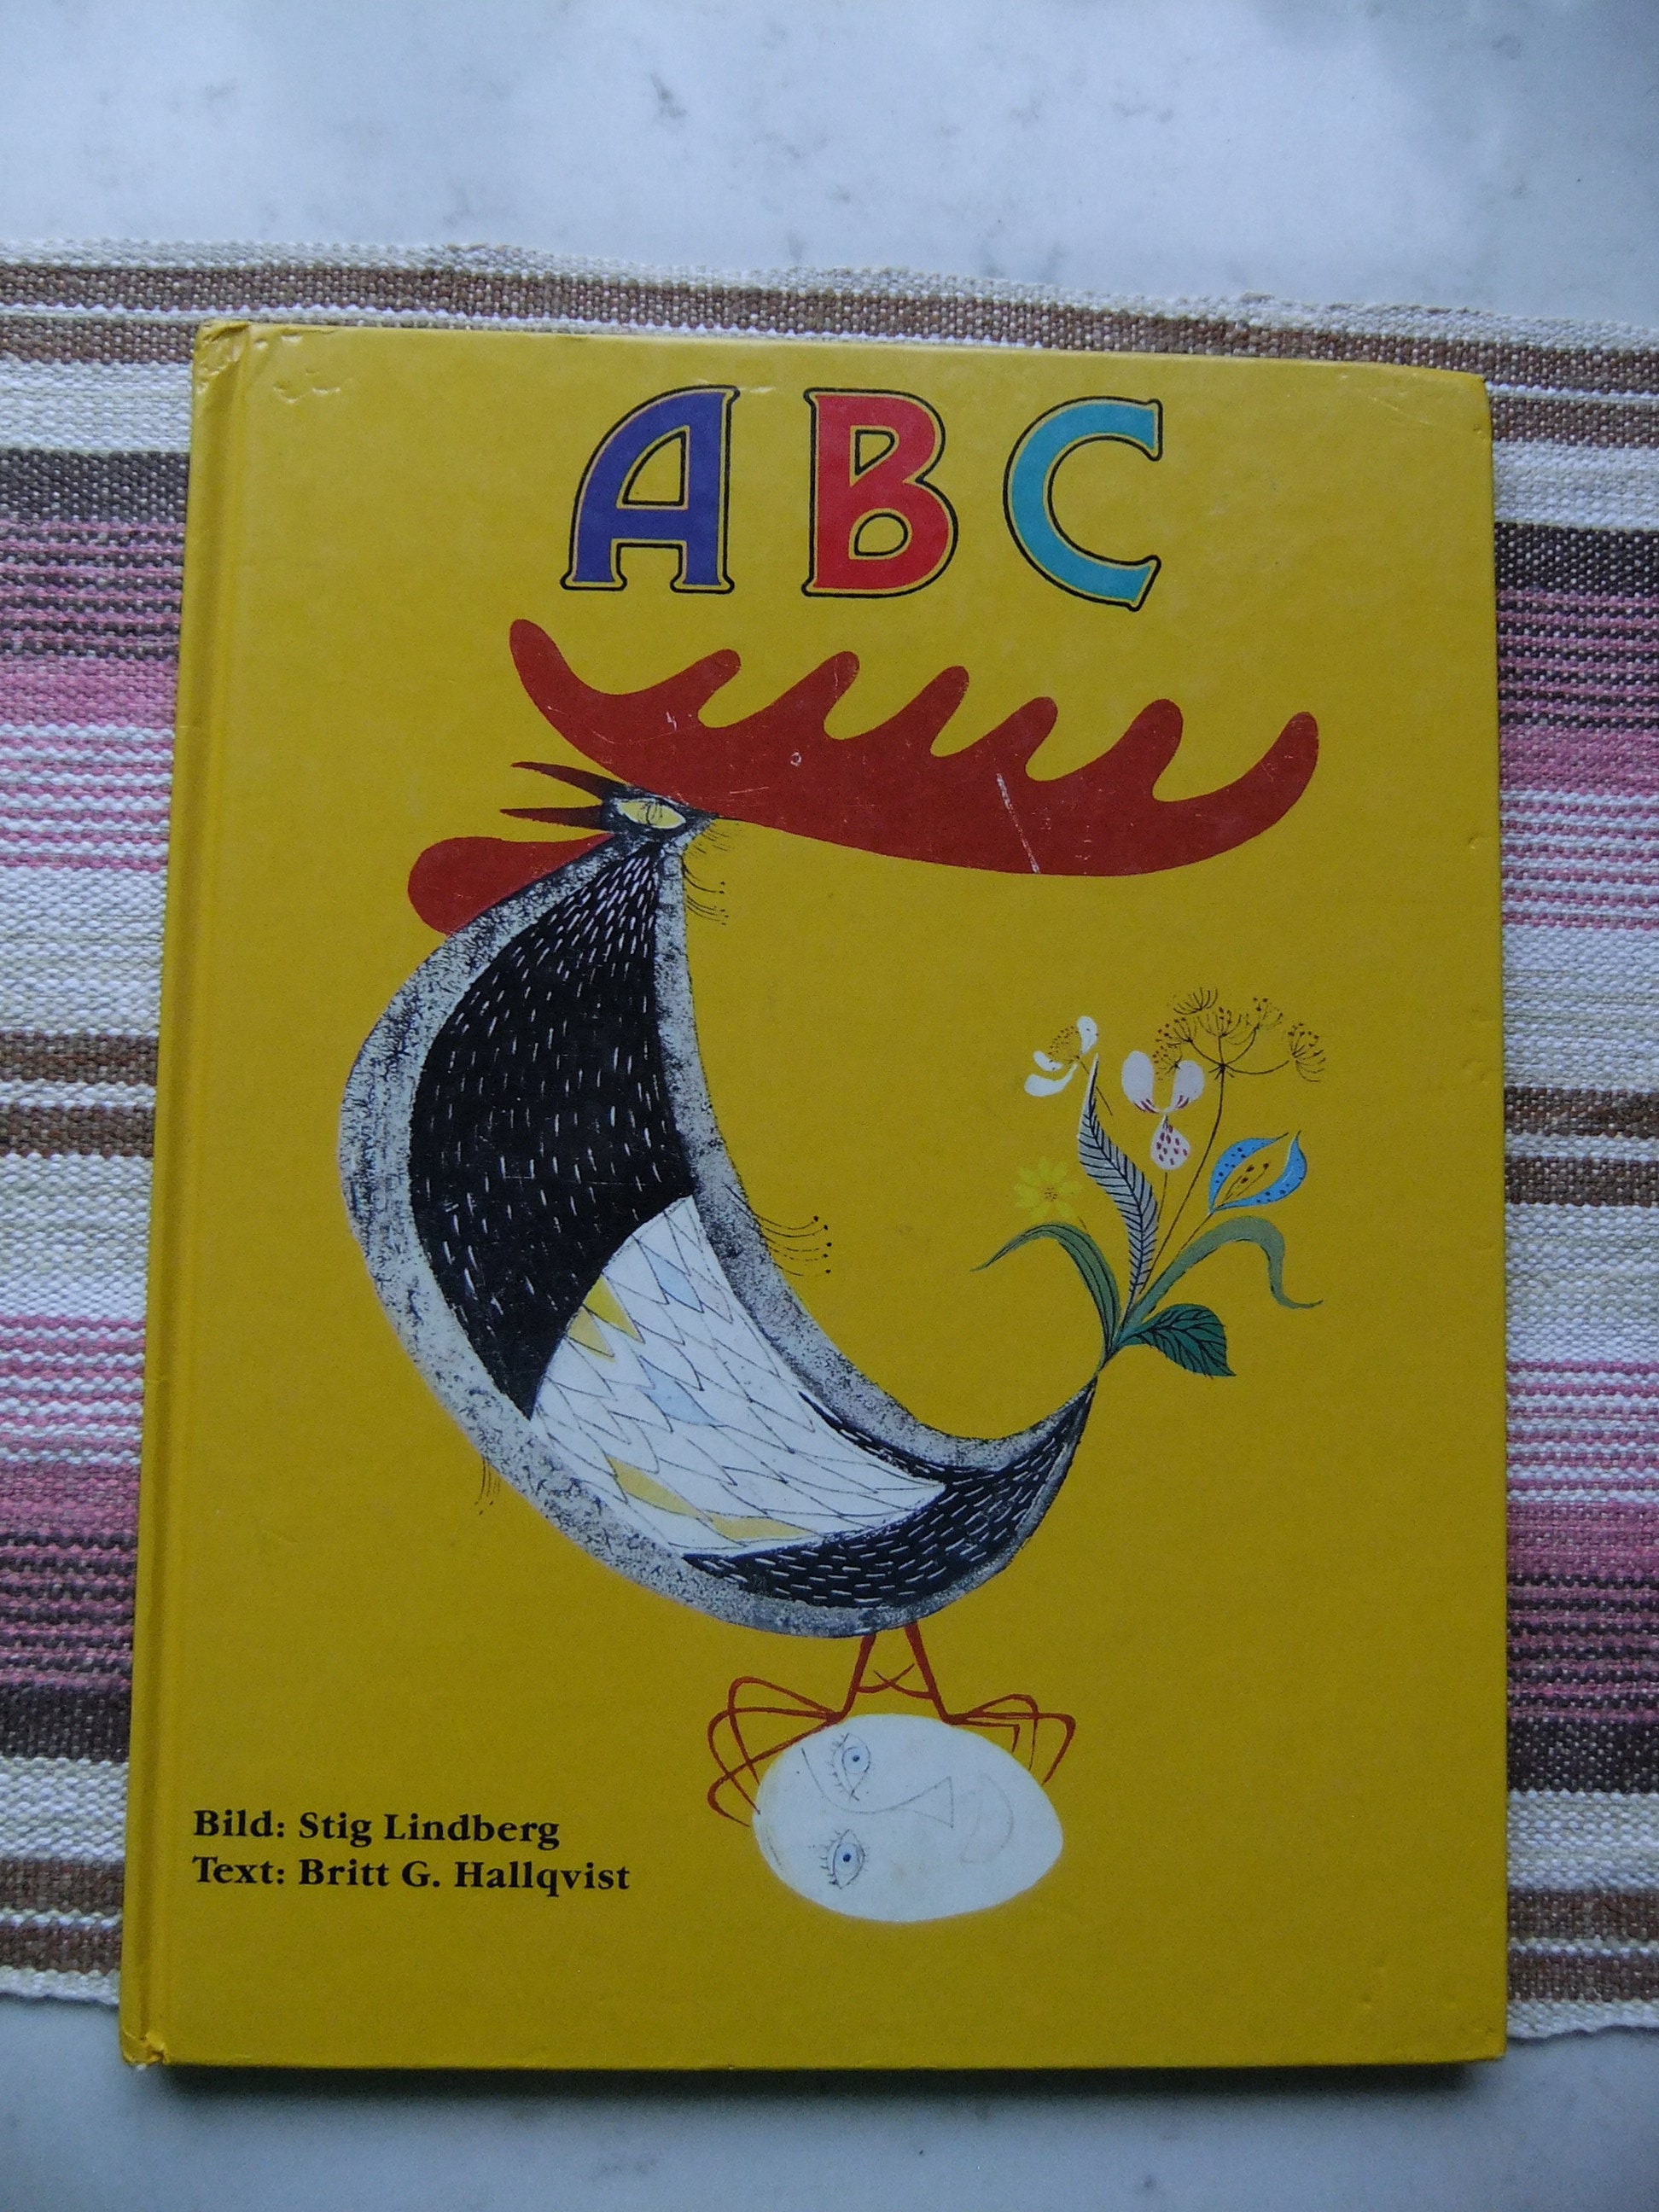 ABC
Bild: Stig Lindberg
Text: Britt G. Hallqvist